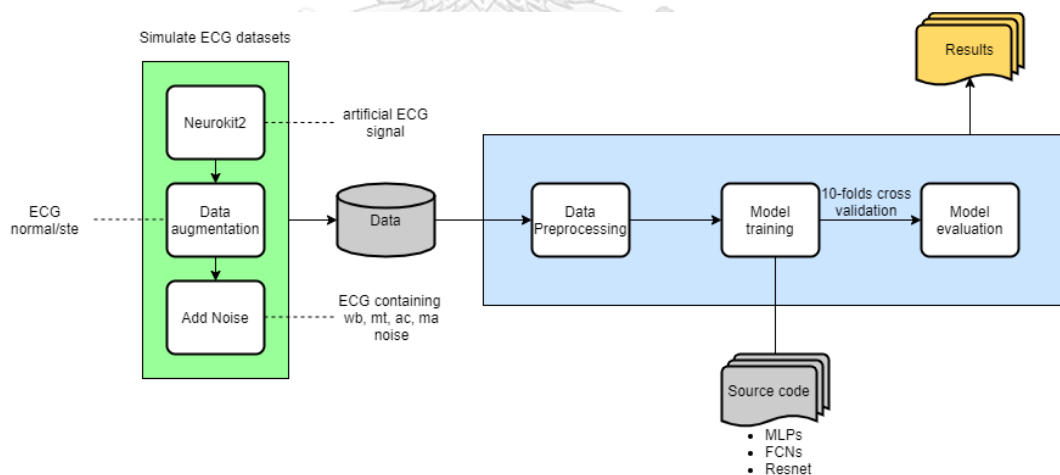 Simulate ECG datasets
Neurokit2
artificial ECG
signal
ECG
normal/ste
Data
augmentation
Add Noise
ECG containing
wb, mt, ac, ma
noise
Data
Data
Preprocessing
Model
training
10-folds cross
validation
Model
evaluation
Results
Source code
• MLPs
• FCNs
• Resnet